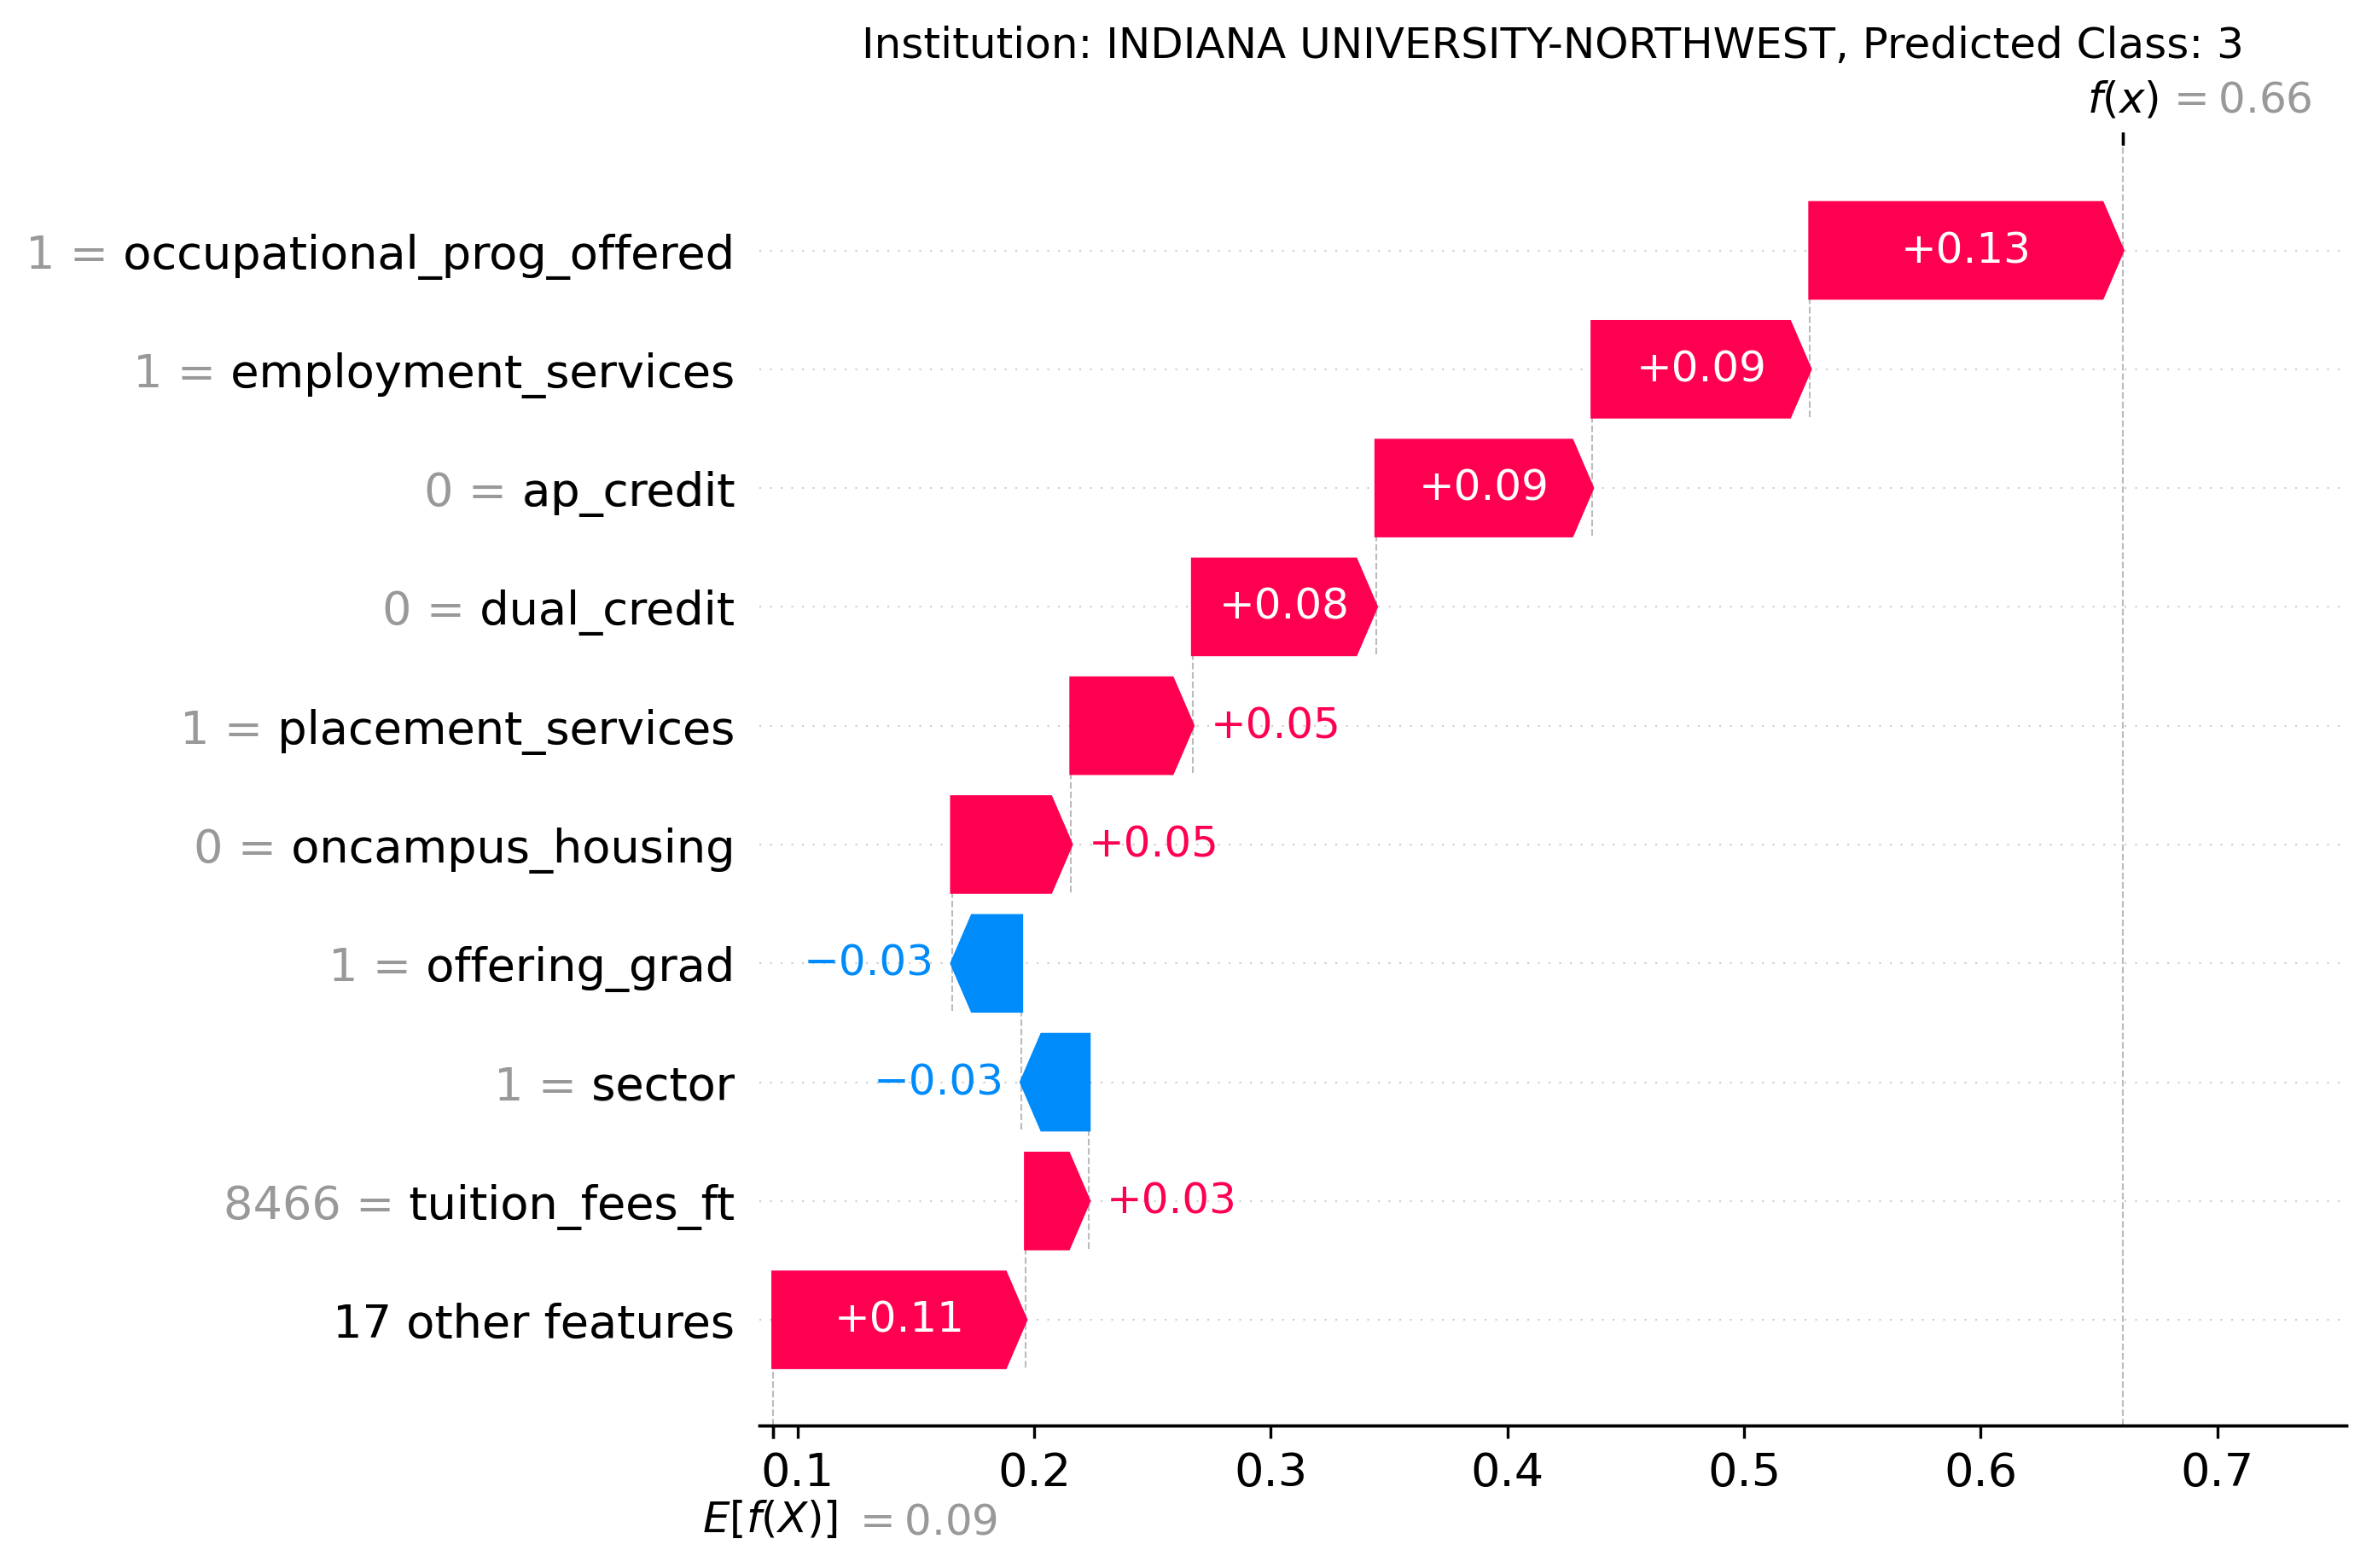 Institution: INDIANA UNIVERSITY-NORTHWEST, Predicted Class: 3
f(x) = 0.66
1 = occupational_prog_offered +0.13
1 = employment_services +0.09
0 = ap_credit +0.09
0 = dual_credit +0.08
1 = placement_services +0.05
0 = oncampus_housing +0.05
1 = offering_grad −0.03
1 = sector −0.03
8466 = tuition_fees_ft +0.03
17 other features +0.11
0.1 0.2 0.3 0.4 0.5 0.6 0.7
E[f(X)] = 0.09